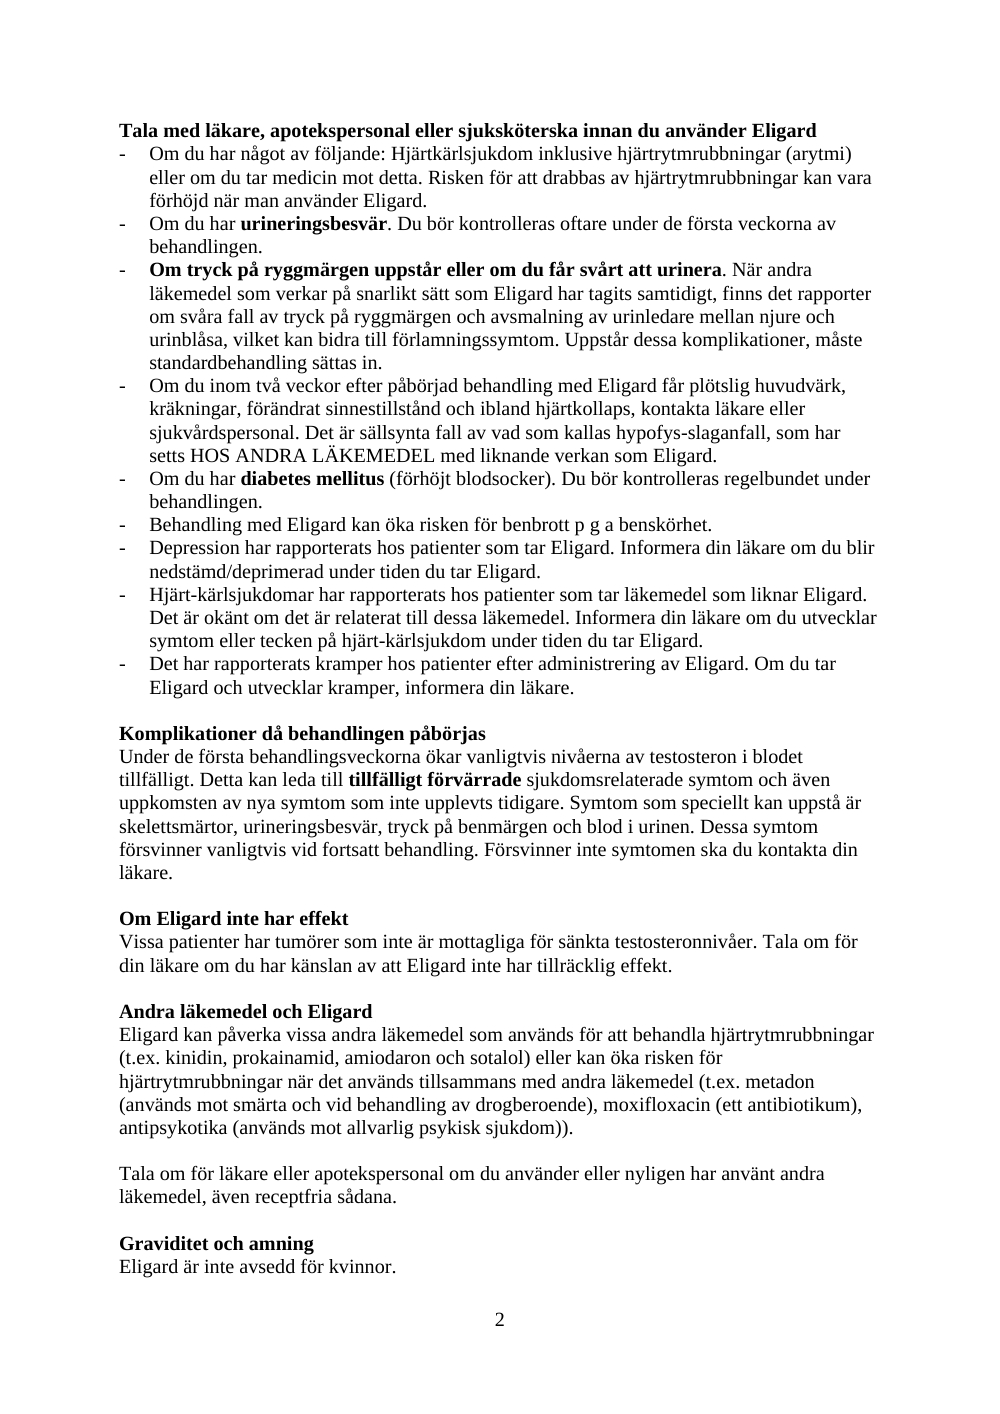 Tala med läkare, apotekspersonal eller sjuksköterska innan du använder Eligard
- Om du har något av följande: Hjärtkärlsjukdom inklusive hjärtrytmrubbningar (arytmi)
eller om du tar medicin mot detta. Risken för att drabbas av hjärtrytmrubbningar kan vara
förhöjd när man använder Eligard.
- Om du har urineringsbesvär. Du bör kontrolleras oftare under de första veckorna av
behandlingen.
- Om tryck på ryggmärgen uppstår eller om du får svårt att urinera. När andra
läkemedel som verkar på snarlikt sätt som Eligard har tagits samtidigt, finns det rapporter
om svåra fall av tryck på ryggmärgen och avsmalning av urinledare mellan njure och
urinblåsa, vilket kan bidra till förlamningssymtom. Uppstår dessa komplikationer, måste
standardbehandling sättas in.
- Om du inom två veckor efter påbörjad behandling med Eligard får plötslig huvudvärk,
kräkningar, förändrat sinnestillstånd och ibland hjärtkollaps, kontakta läkare eller
sjukvårdspersonal. Det är sällsynta fall av vad som kallas hypofys-slaganfall, som har
setts HOS ANDRA LÄKEMEDEL med liknande verkan som Eligard.
- Om du har diabetes mellitus (förhöjt blodsocker). Du bör kontrolleras regelbundet under
behandlingen.
- Behandling med Eligard kan öka risken för benbrott p g a benskörhet.
- Depression har rapporterats hos patienter som tar Eligard. Informera din läkare om du blir
nedstämd/deprimerad under tiden du tar Eligard.
- Hjärt-kärlsjukdomar har rapporterats hos patienter som tar läkemedel som liknar Eligard.
Det är okänt om det är relaterat till dessa läkemedel. Informera din läkare om du utvecklar
symtom eller tecken på hjärt-kärlsjukdom under tiden du tar Eligard.
- Det har rapporterats kramper hos patienter efter administrering av Eligard. Om du tar
Eligard och utvecklar kramper, informera din läkare.
Komplikationer då behandlingen påbörjas
Under de första behandlingsveckorna ökar vanligtvis nivåerna av testosteron i blodet
tillfälligt. Detta kan leda till tillfälligt förvärrade sjukdomsrelaterade symtom och även
uppkomsten av nya symtom som inte upplevts tidigare. Symtom som speciellt kan uppstå är
skelettsmärtor, urineringsbesvär, tryck på benmärgen och blod i urinen. Dessa symtom
försvinner vanligtvis vid fortsatt behandling. Försvinner inte symtomen ska du kontakta din
läkare.
Om Eligard inte har effekt
Vissa patienter har tumörer som inte är mottagliga för sänkta testosteronnivåer. Tala om för
din läkare om du har känslan av att Eligard inte har tillräcklig effekt.
Andra läkemedel och Eligard
Eligard kan påverka vissa andra läkemedel som används för att behandla hjärtrytmrubbningar
(t.ex. kinidin, prokainamid, amiodaron och sotalol) eller kan öka risken för
hjärtrytmrubbningar när det används tillsammans med andra läkemedel (t.ex. metadon
(används mot smärta och vid behandling av drogberoende), moxifloxacin (ett antibiotikum),
antipsykotika (används mot allvarlig psykisk sjukdom)).
Tala om för läkare eller apotekspersonal om du använder eller nyligen har använt andra
läkemedel, även receptfria sådana.
Graviditet och amning
Eligard är inte avsedd för kvinnor.
2